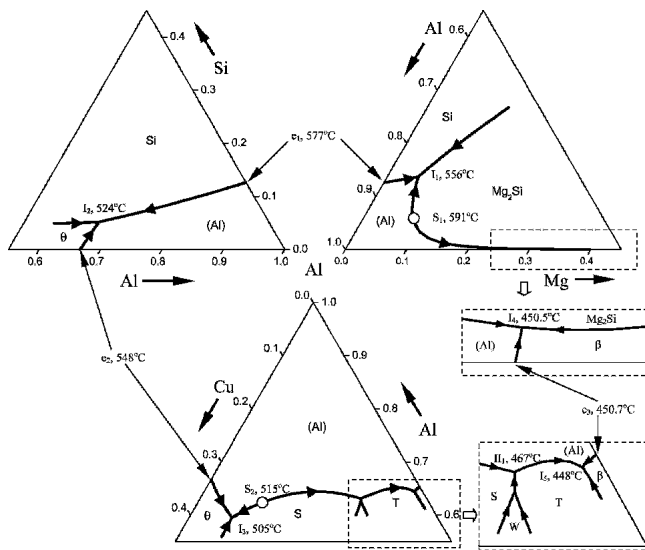 0.4
Si
0.3
Si
0.2
0.1
I₂, 524°C
(Al)
θ
0.0
0.6
0.7
0.8
0.9
1.0
Al
Al
e₁, 577°C
0.6
Al
0.7
Si
0.8
I₁, 556°C
Mg₂Si
0.9
(Al)
S₁, 591°C
1.0
0.0
0.1
0.2
0.3
0.4
Mg
e₂, 548°C
0.0
1.0
0.1
0.9
Cu
0.2
(Al)
0.8
Al
0.3
0.7
S₂, 515°C
0.4
θ
S
T
0.6
I₃, 505°C
I₄, 450.5°C
Mg₂Si
(Al)
β
e₃, 450.7°C
II₁, 467°C
(Al)
I₅, 448°C
β
S
T
W